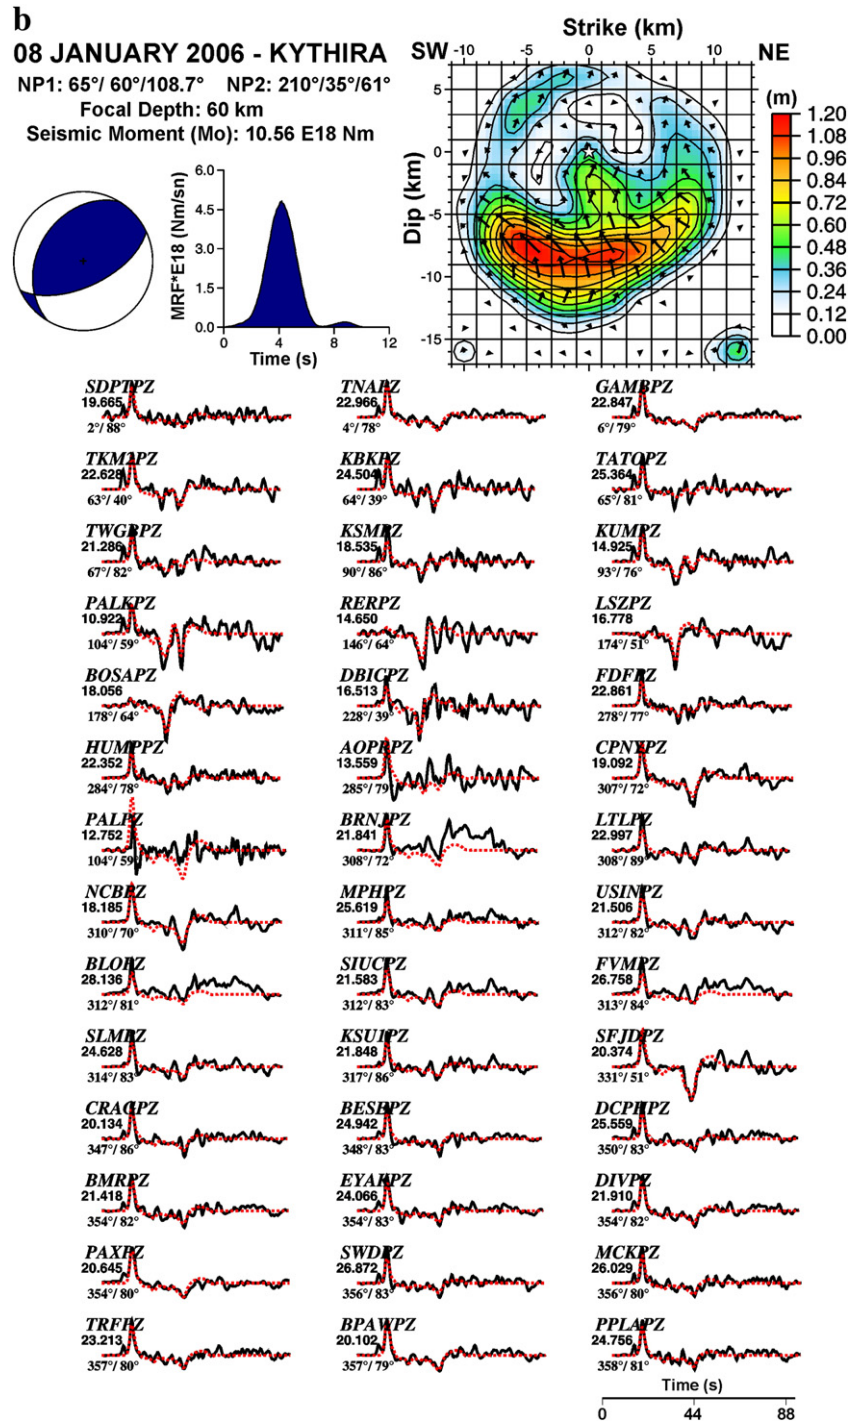 b
08 JANUARY 2006 - KYTHIRA
NP1: 65°/ 60°/108.7° NP2: 210°/35°/61°
Focal Depth: 60 km
Seismic Moment (Mo): 10.56 E18 Nm
MRF*E18 (Nm/sn)
6.0
4.5
3.0
1.5
0.0
0 4 8 12
Time (s)
Strike (km)
SW -10 -5 0 5 10 NE
Dip (km)
5
0
-5
-10
-15
(m)
1.20
1.08
0.96
0.84
0.72
0.60
0.48
0.36
0.24
0.12
0.00
SDPTPZ TNAPZ GAMBPZ
19.665 22.966 22.847
2°/ 88° 4°/ 78° 6°/ 79°
TKM2PZ KBKPZ TATOPZ
22.628 24.504 25.364
63°/ 40° 64°/ 39° 65°/ 81°
TWGBPZ KSMPZ KUMPZ
21.286 18.535 14.925
67°/ 82° 90°/ 86° 93°/ 76°
PALKPZ RERPZ LSZPZ
10.922 14.650 16.778
104°/ 59° 146°/ 64° 174°/ 51°
BOSAPZ DBICPZ FDFPZ
18.056 16.513 22.861
178°/ 64° 228°/ 39° 278°/ 77°
HUMPPZ AOPRPZ CPNYPZ
22.352 13.559 19.092
284°/ 78° 285°/ 79° 307°/ 72°
PALPZ BRNJPZ LTLPZ
12.752 21.841 22.997
104°/ 59° 308°/ 72° 308°/ 89°
NCBPZ MPHPZ USINPZ
18.185 25.619 21.506
310°/ 70° 311°/ 85° 312°/ 82°
BLOPZ SIUCPZ FVMPZ
28.136 21.583 26.758
312°/ 81° 312°/ 83° 313°/ 84°
SLMPZ KSU1PZ SFJDPZ
24.628 21.848 20.374
314°/ 83° 317°/ 86° 331°/ 51°
CRAGPZ BESEPZ DCPHPZ
20.134 24.942 25.559
347°/ 86° 348°/ 83° 350°/ 83°
BMRPZ EYAKPZ DIVPZ
21.418 24.066 21.910
354°/ 82° 354°/ 83° 354°/ 82°
PAXPZ SWDPZ MCKPZ
20.645 26.872 26.029
354°/ 80° 356°/ 83° 356°/ 80°
TRFPZ BPAWPZ PPLAPZ
23.213 20.102 24.756
357°/ 80° 357°/ 79° 358°/ 81°
Time (s)
0 44 88